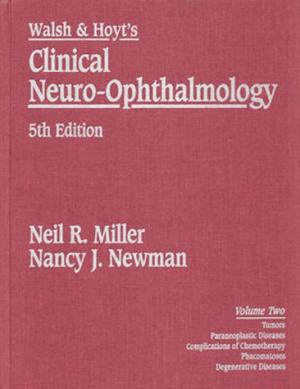 Walsh & Hoyt's
Clinical
Neuro-Ophthalmology
5th Edition
Neil R. Miller
Nancy J. Newman
Volume Two
Tumors
Paraneoplastic Diseases
Complications of Chemotherapy
Phacomatoses
Degenerative Diseases